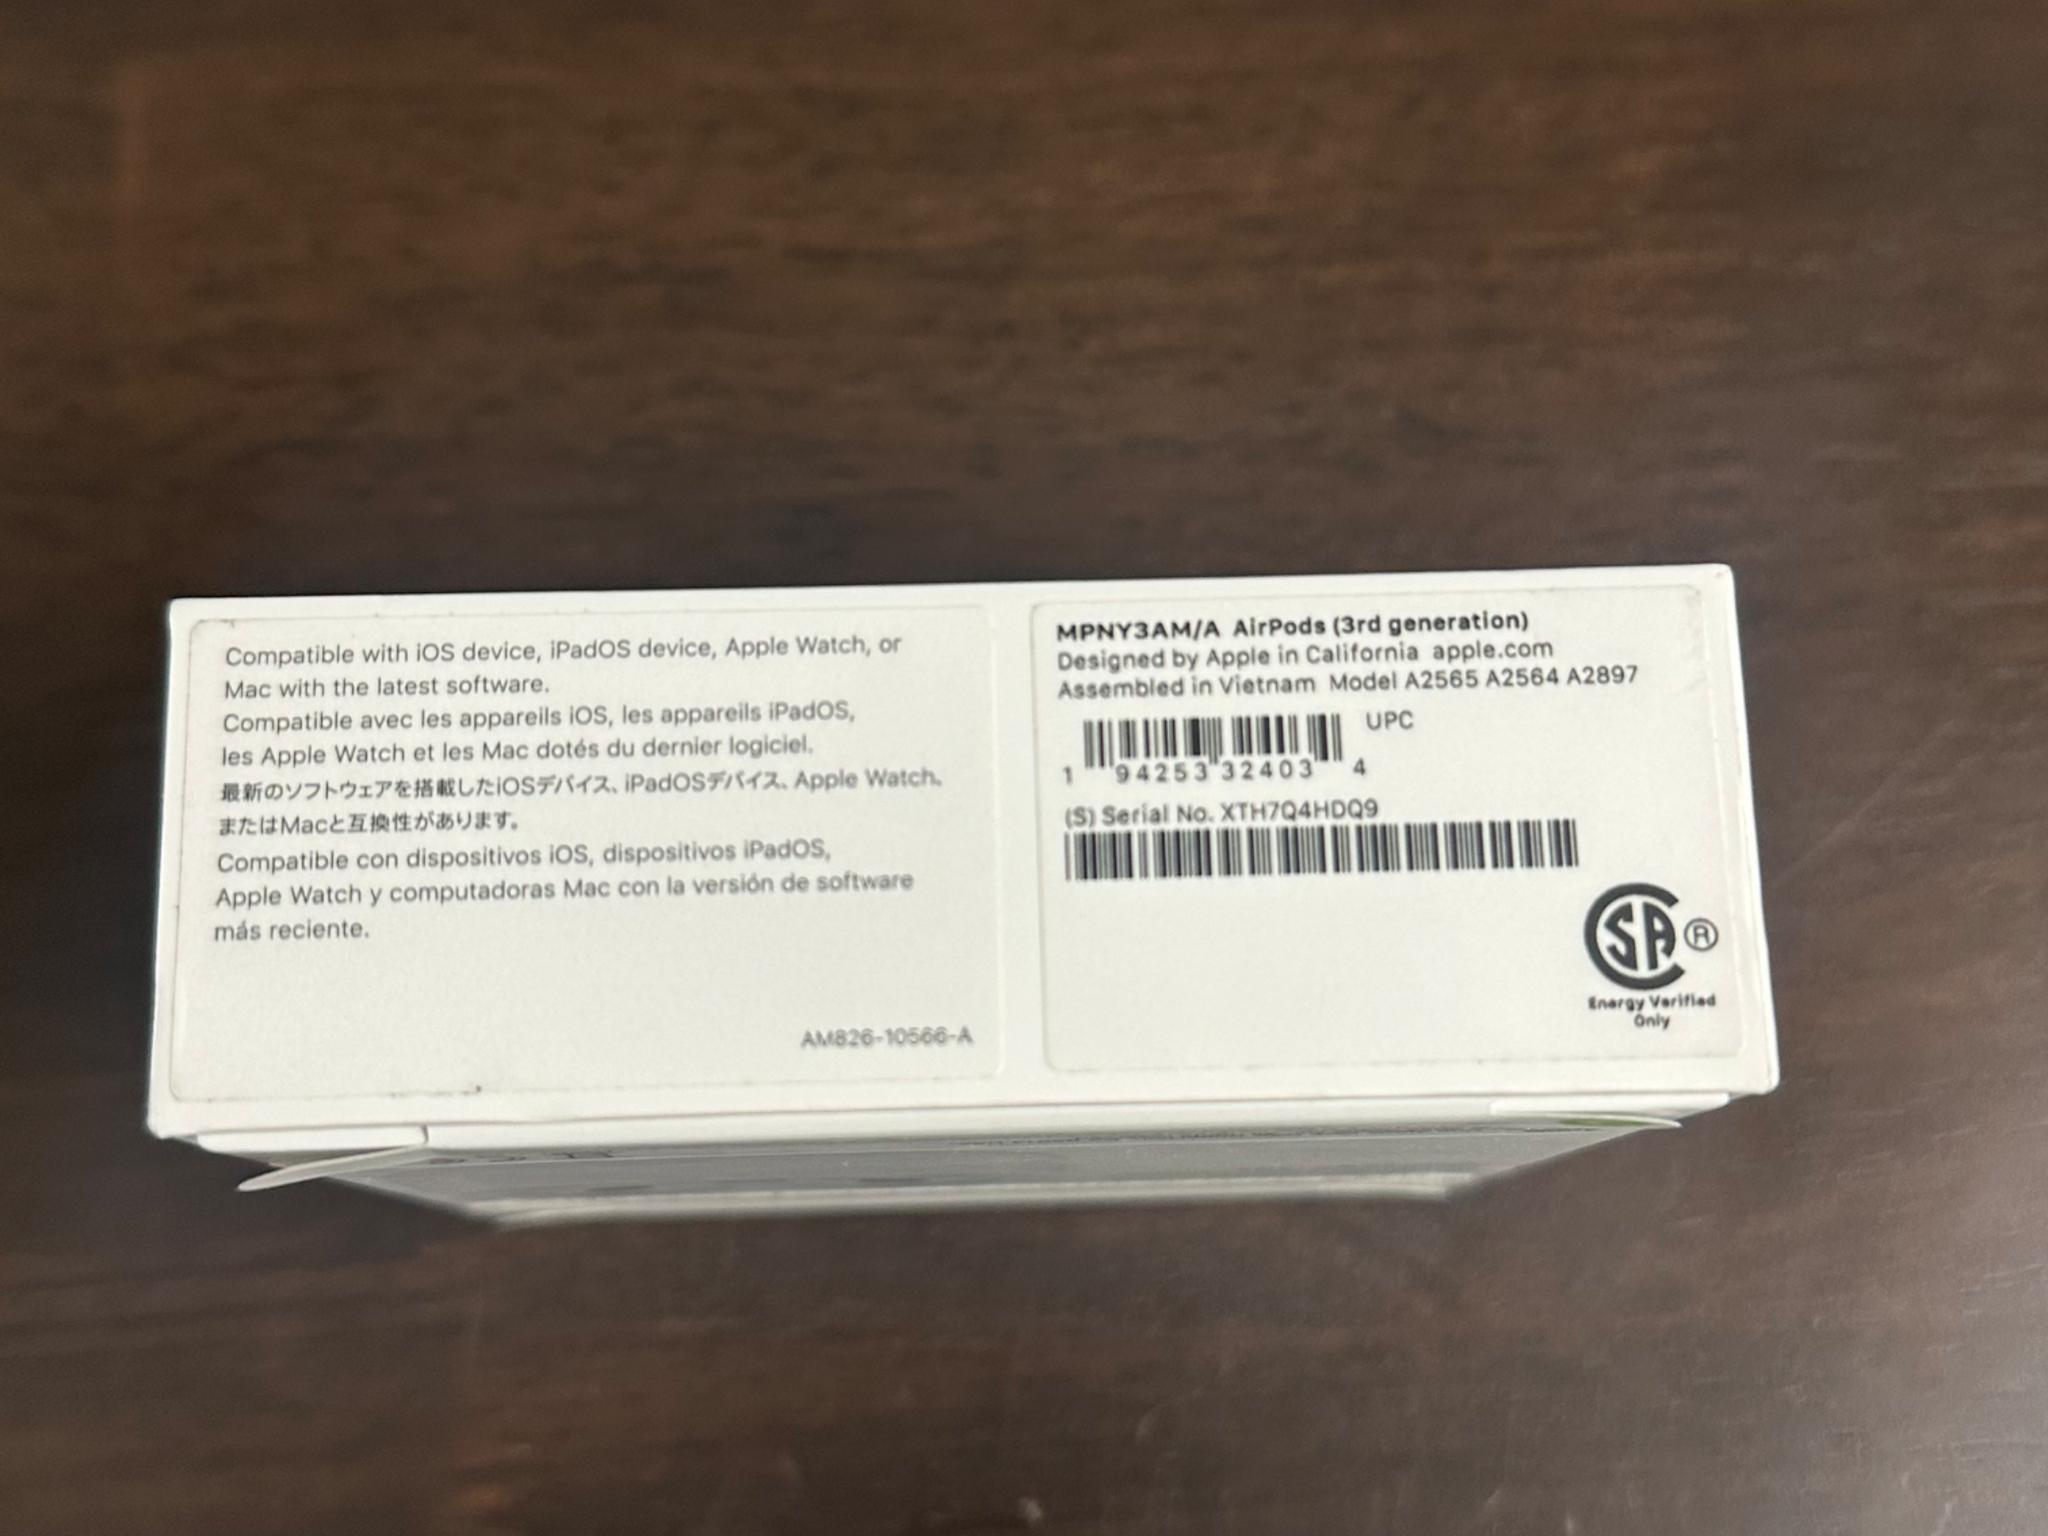 Compatible with iOS device, iPadOS device, Apple Watch, or
Mac with the latest software.
Compatible avec les appareils iOS, les appareils iPadOS,
les Apple Watch et les Mac dotés du dernier logiciel.
最新のソフトウェアを搭載したiOSデバイス、iPadOSデバイス、Apple Watch、
またはMacと互換性があります。
Compatible con dispositivos iOS, dispositivos iPadOS,
Apple Watch y computadoras Mac con la versión de software
más reciente.
AM826-10566-A
MPNY3AM/A AirPods (3rd generation)
Designed by Apple in California apple.com
Assembled in Vietnam Model A2565 A2564 A2897
UPC
1 94253 32403 4
(S) Serial No. XTH7Q4HDQ9
CSA ®
Energy Verified
Only